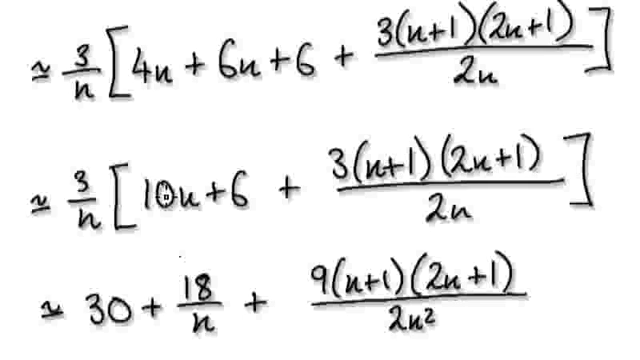 ≃ 3/n [4n + 6n + 6 + 3(n+1)(2n+1)/2n]
≃ 3/n [10n + 6 + 3(n+1)(2n+1)/2n]
≃ 30 + 18/n + 9(n+1)(2n+1)/2n²